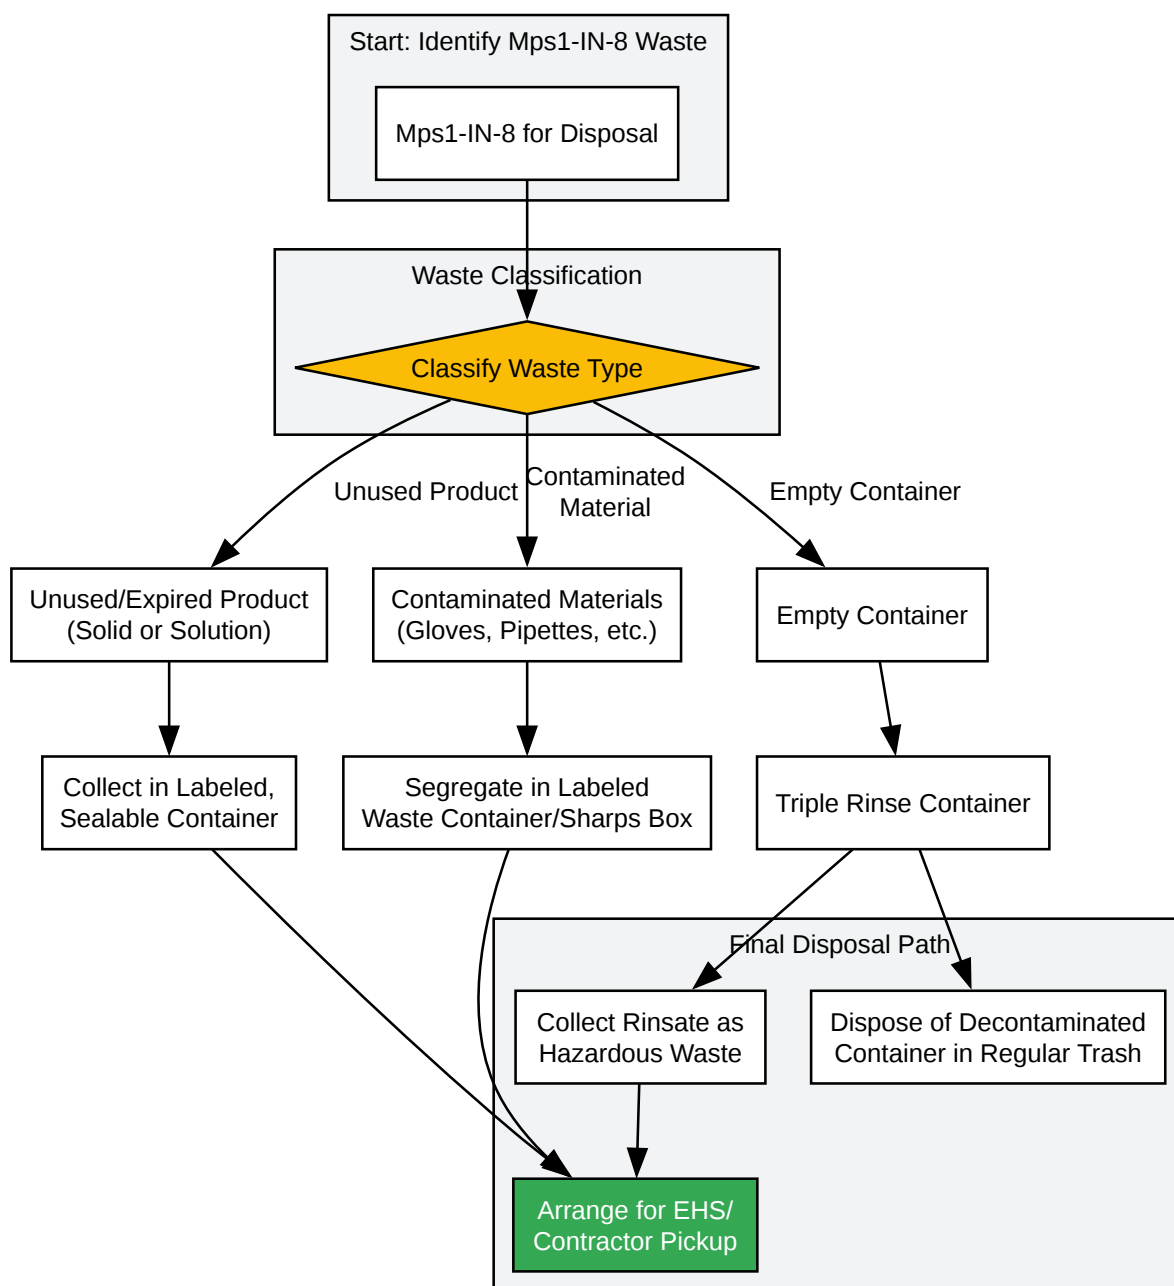 Start: Identify Mps1-IN-8 Waste
Mps1-IN-8 for Disposal
Waste Classification
Classify Waste Type
Unused Product
Contaminated
Material
Empty Container
Unused/Expired Product
(Solid or Solution)
Contaminated Materials
(Gloves, Pipettes, etc.)
Empty Container
Collect in Labeled,
Sealable Container
Segregate in Labeled
Waste Container/Sharps Box
Triple Rinse Container
Final Disposal Path
Collect Rinsate as
Hazardous Waste
Dispose of Decontaminated
Container in Regular Trash
Arrange for EHS/
Contractor Pickup